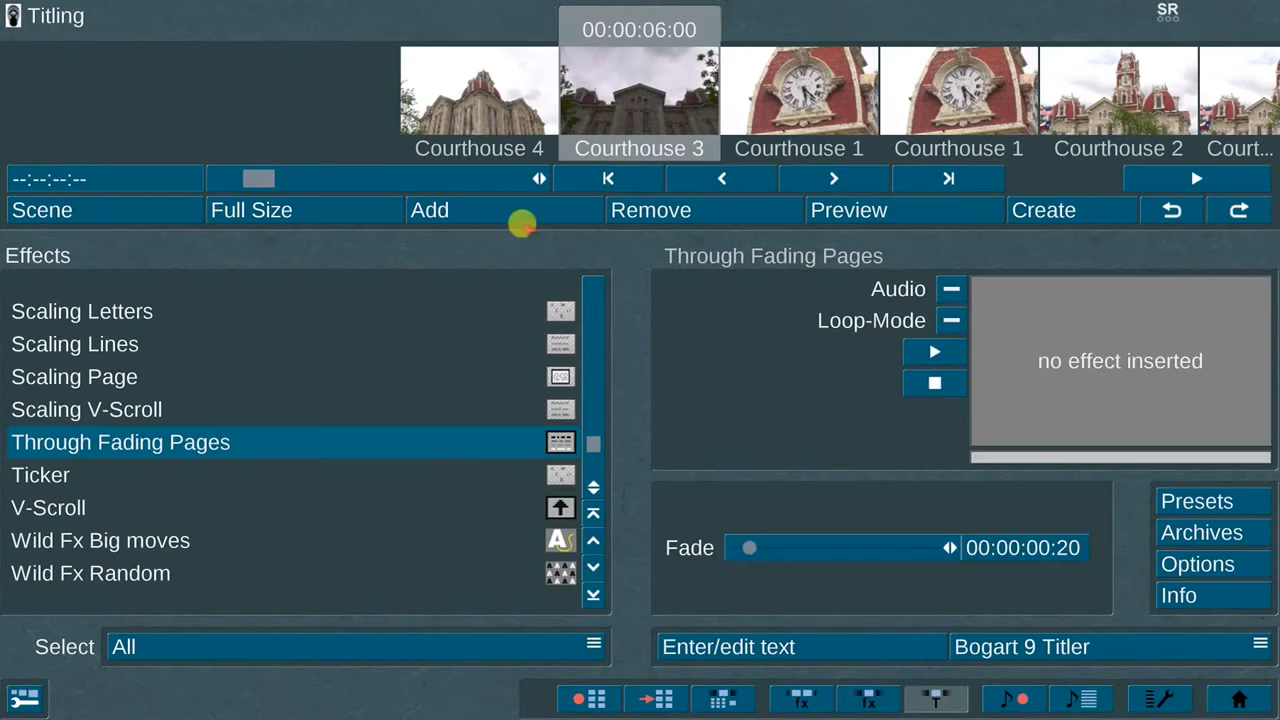 Titling
SR
00:00:06:00
Courthouse 4
Courthouse 3
Courthouse 1
Courthouse 1
Courthouse 2
Court...
--:--:--:--
Scene
Full Size
Add
Remove
Preview
Create
Effects
Scaling Letters
Scaling Lines
Scaling Page
Scaling V-Scroll
Through Fading Pages
Ticker
V-Scroll
Wild Fx Big moves
Wild Fx Random
Select
All
Through Fading Pages
Audio
Loop-Mode
no effect inserted
Fade
00:00:00:20
Presets
Archives
Options
Info
Enter/edit text
Bogart 9 Titler
fx
fx
T